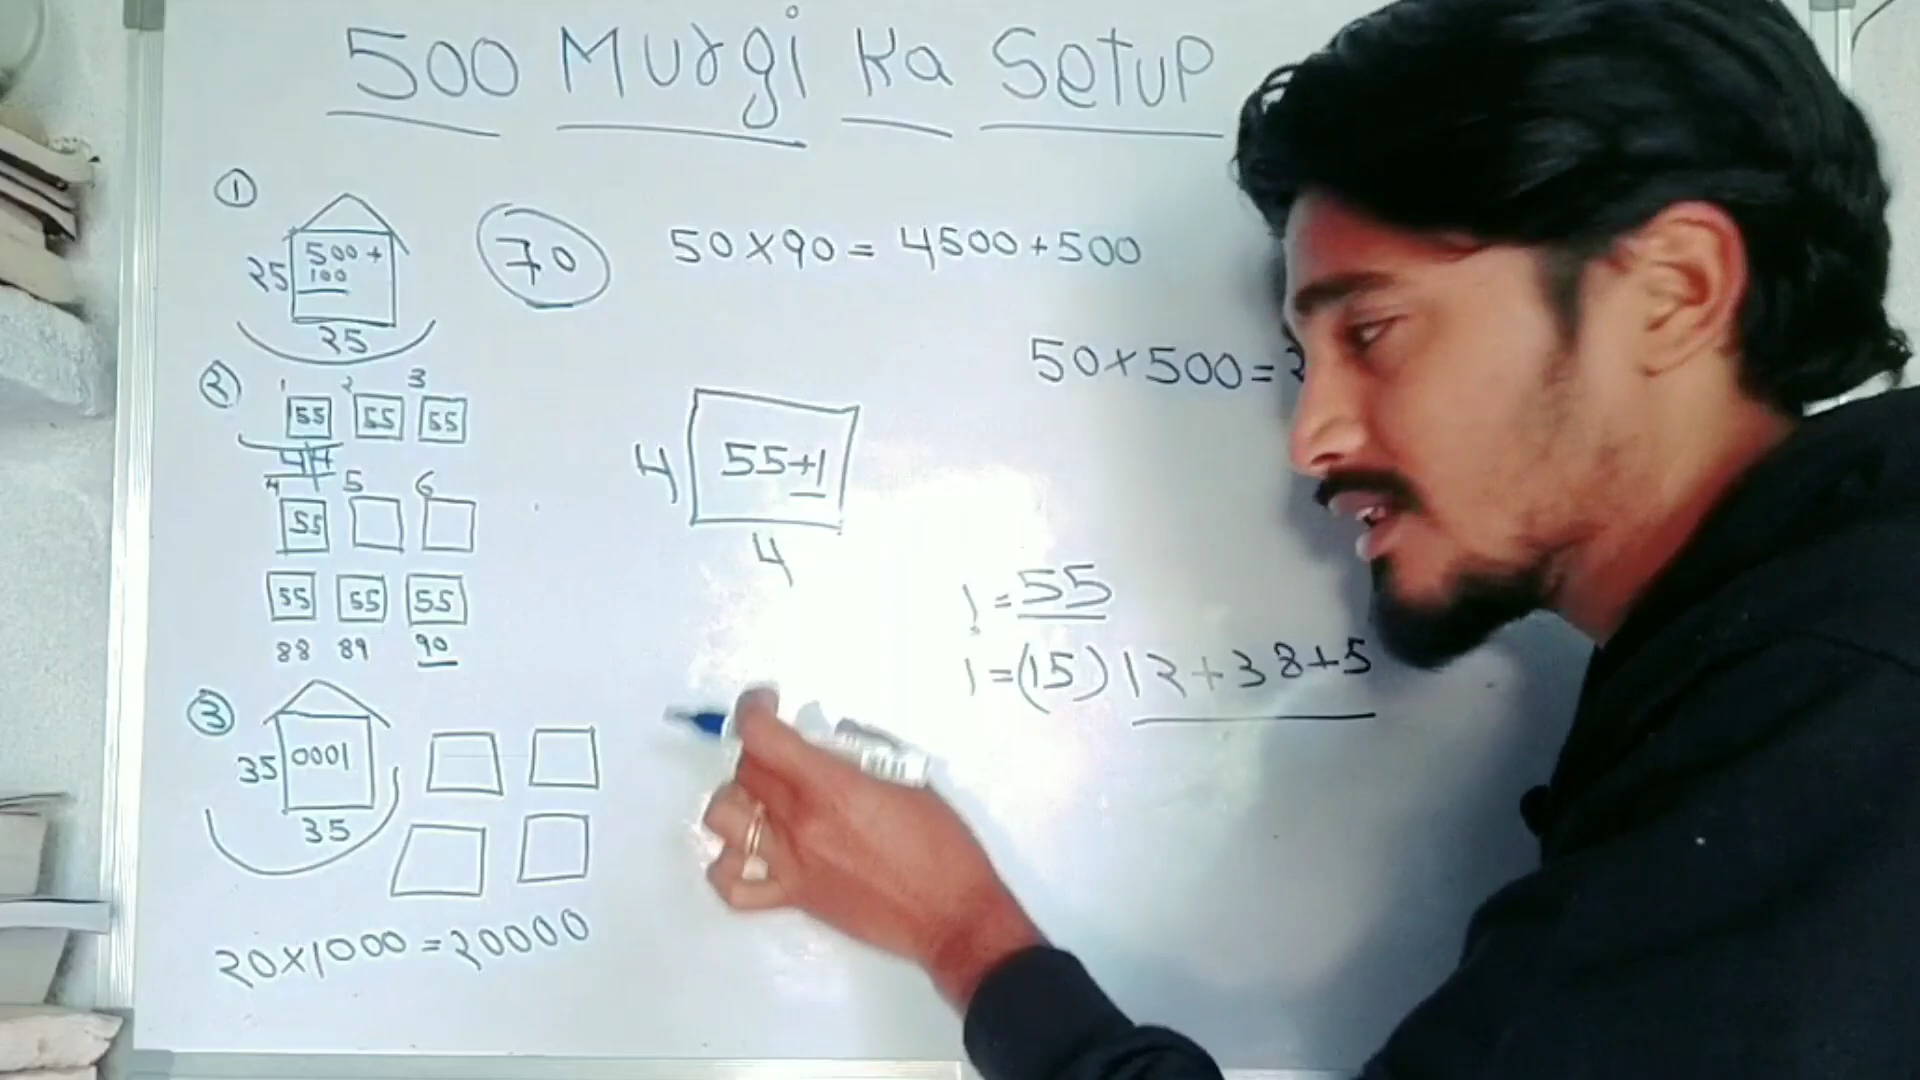 500 Murgi Ka Setup
1
500 +
100
25
25
70
50 x 90 = 4500 + 500
50 x 500 =
2
1 2 3
55 55 55
4 5 6
55
55 55 55
88 89 90
4
55+1
4
1 = 55
1 = (15) 12 + 38 + 5
3
0001
35
35
20 x 1000 = 20000